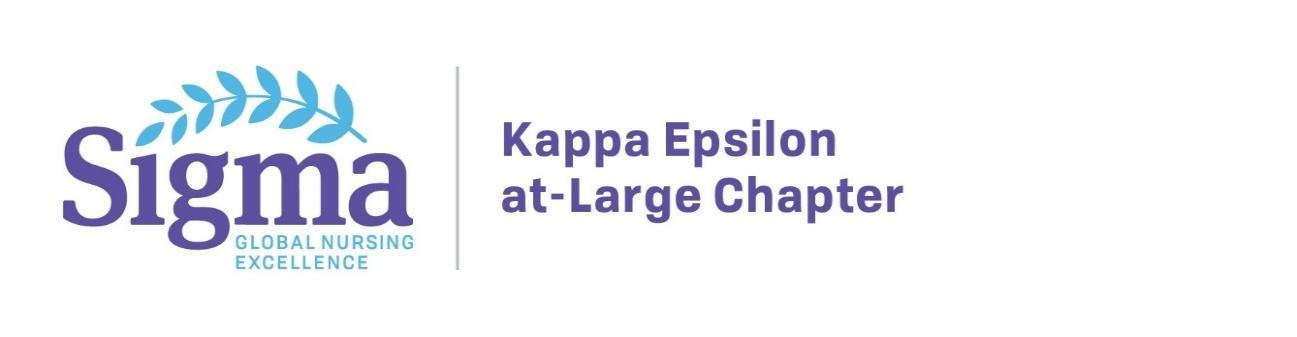 Sigma
GLOBAL NURSING
EXCELLENCE
Kappa Epsilon
at-Large Chapter